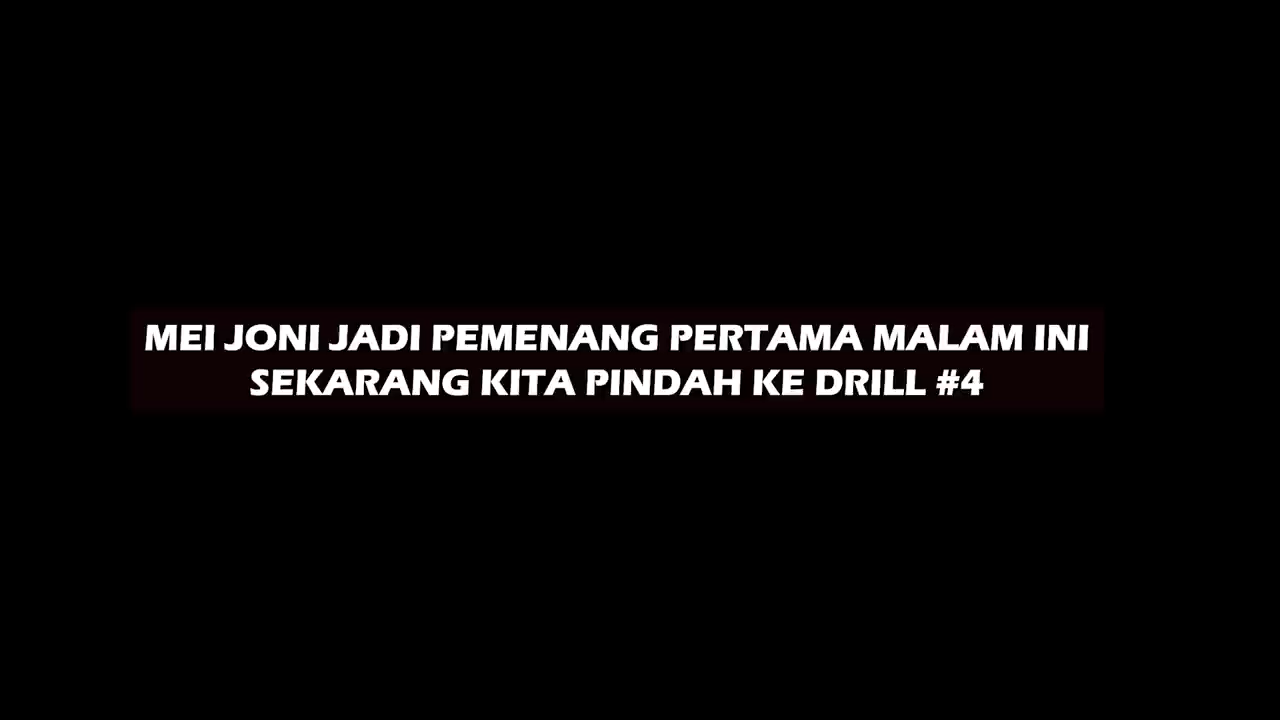 MEI JONI JADI PEMENANG PERTAMA MALAM INI
SEKARANG KITA PINDAH KE DRILL #4